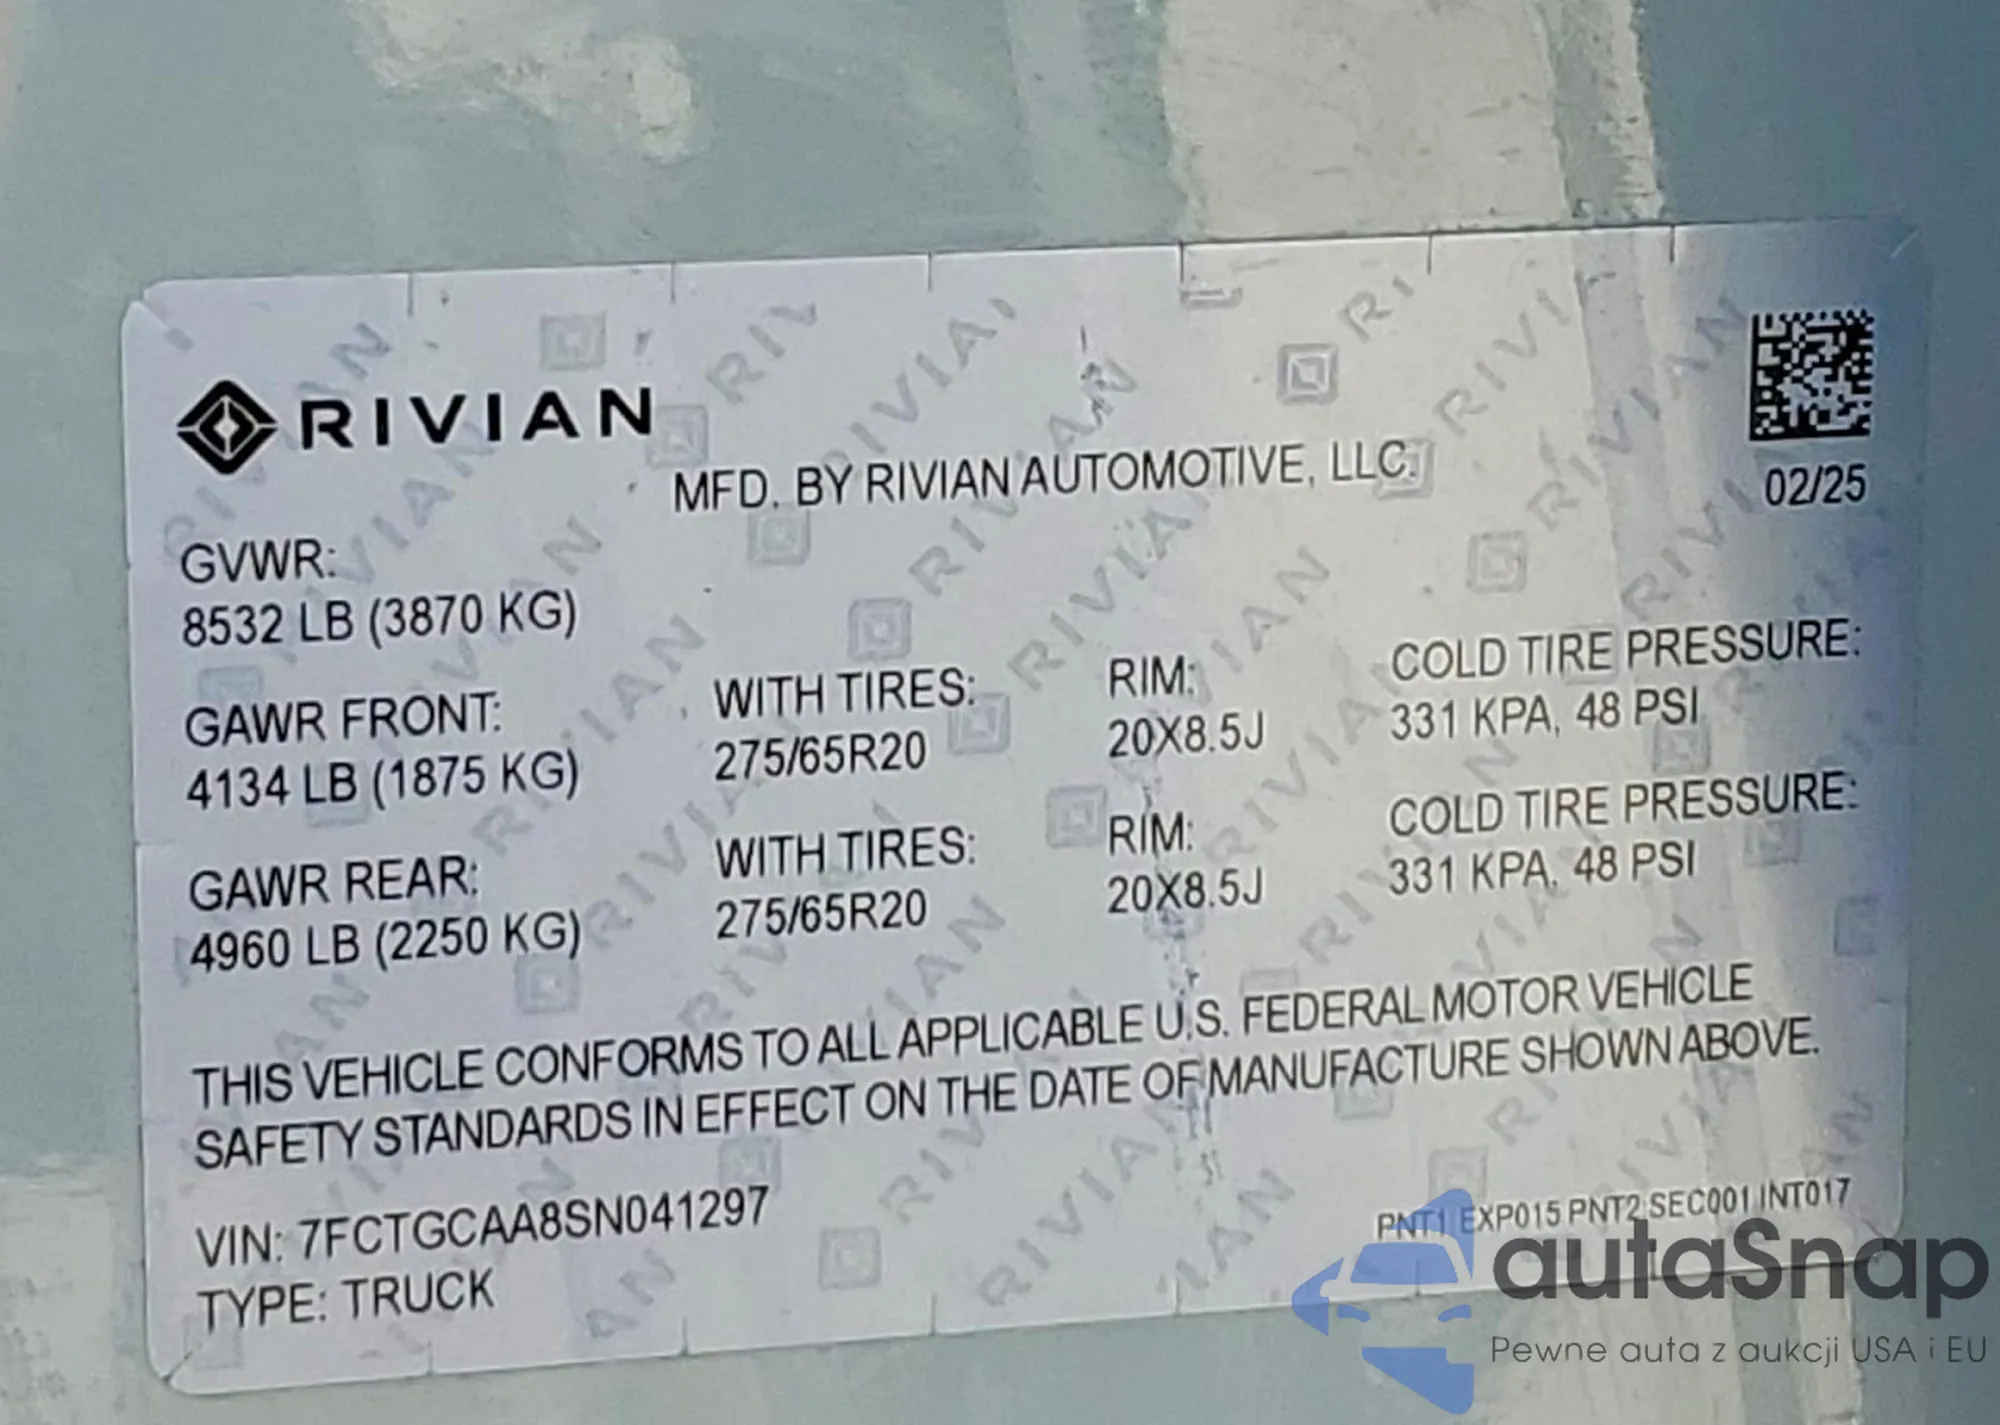 RIVIAN
MFD. BY RIVIAN AUTOMOTIVE, LLC.
02/25
GVWR:
8532 LB (3870 KG)
GAWR FRONT: WITH TIRES: RIM: COLD TIRE PRESSURE:
4134 LB (1875 KG) 275/65R20 20X8.5J 331 KPA, 48 PSI
GAWR REAR: WITH TIRES: RIM: COLD TIRE PRESSURE:
4960 LB (2250 KG) 275/65R20 20X8.5J 331 KPA, 48 PSI
THIS VEHICLE CONFORMS TO ALL APPLICABLE U.S. FEDERAL MOTOR VEHICLE
SAFETY STANDARDS IN EFFECT ON THE DATE OF MANUFACTURE SHOWN ABOVE.
VIN: 7FCTGCAA8SN041297
TYPE: TRUCK
PNT1 EXP015 PNT2 SEC001 INT017
autaSnap
Pewne auta z aukcji USA i EU